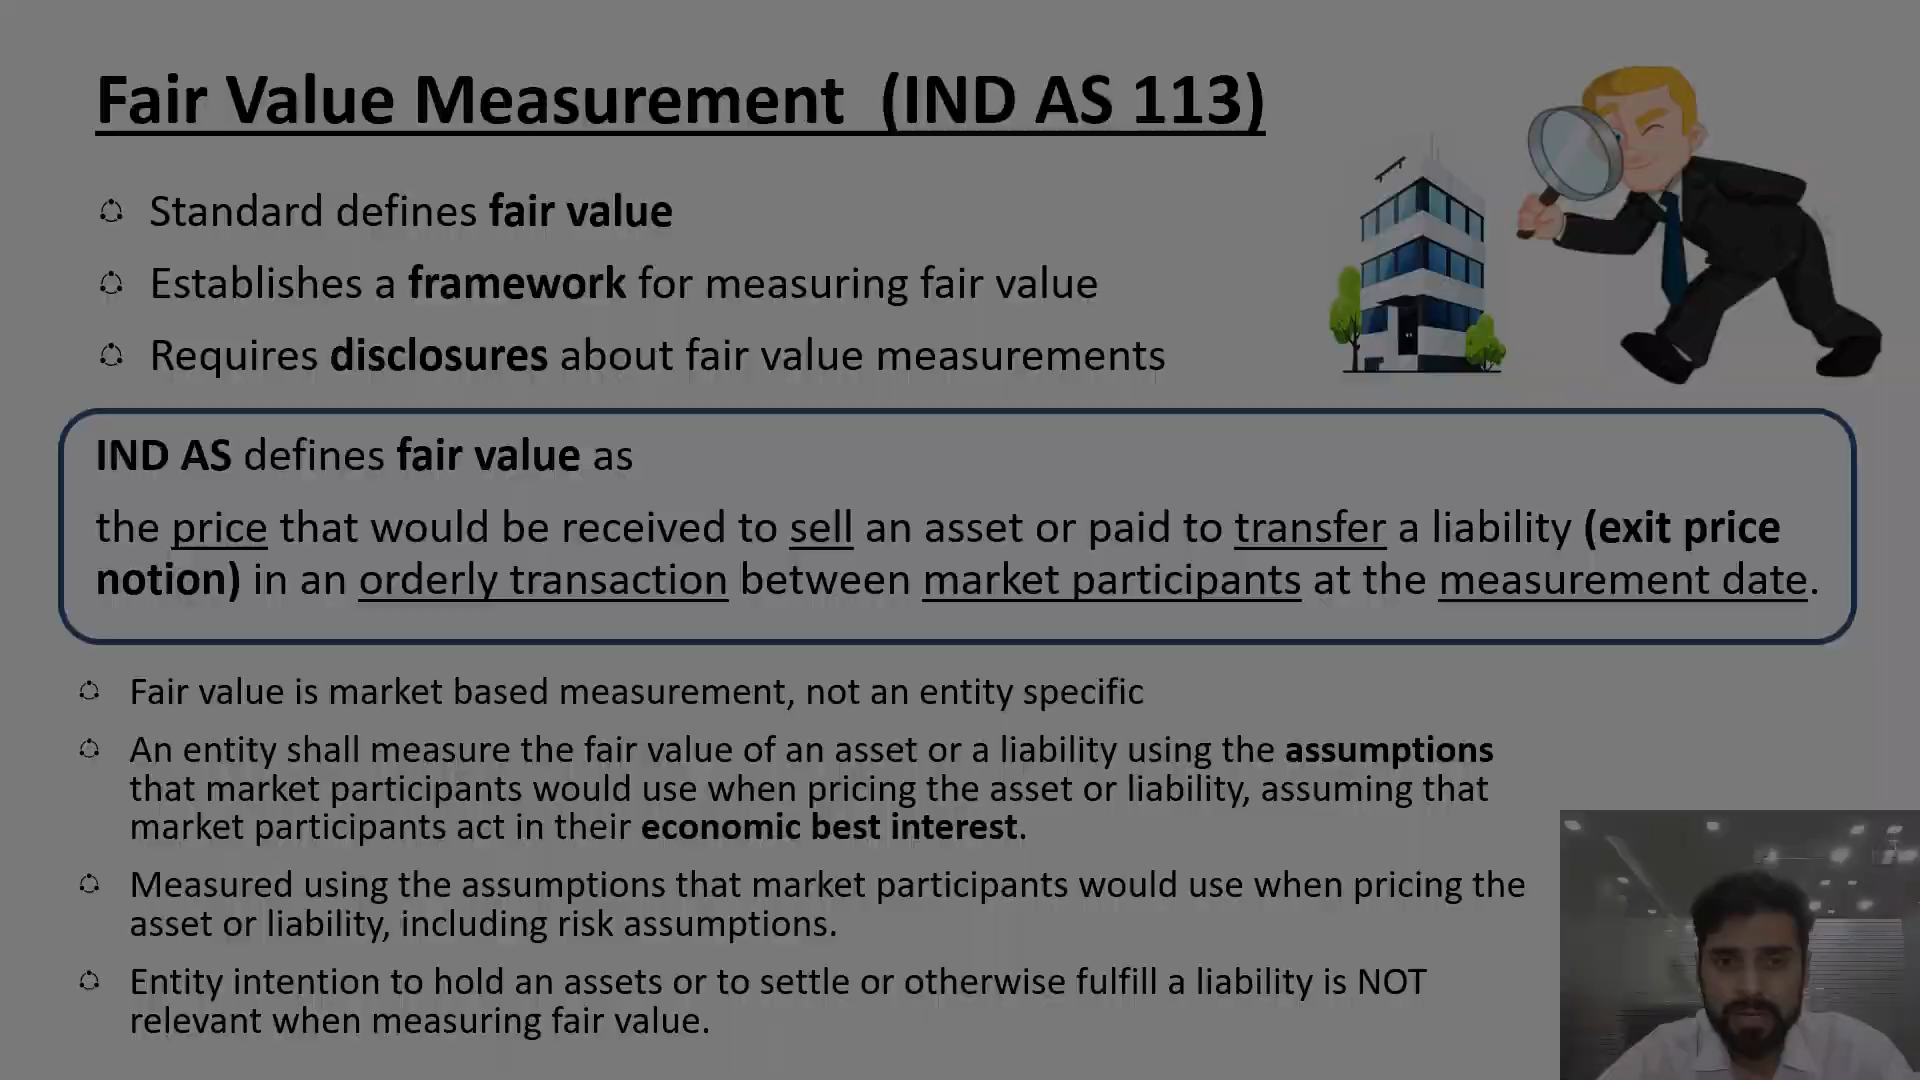 Fair Value Measurement (IND AS 113)
Standard defines fair value
Establishes a framework for measuring fair value
Requires disclosures about fair value measurements
IND AS defines fair value as
the price that would be received to sell an asset or paid to transfer a liability (exit price
notion) in an orderly transaction between market participants at the measurement date.
Fair value is market based measurement, not an entity specific
An entity shall measure the fair value of an asset or a liability using the assumptions
that market participants would use when pricing the asset or liability, assuming that
market participants act in their economic best interest.
Measured using the assumptions that market participants would use when pricing the
asset or liability, including risk assumptions.
Entity intention to hold an assets or to settle or otherwise fulfill a liability is NOT
relevant when measuring fair value.